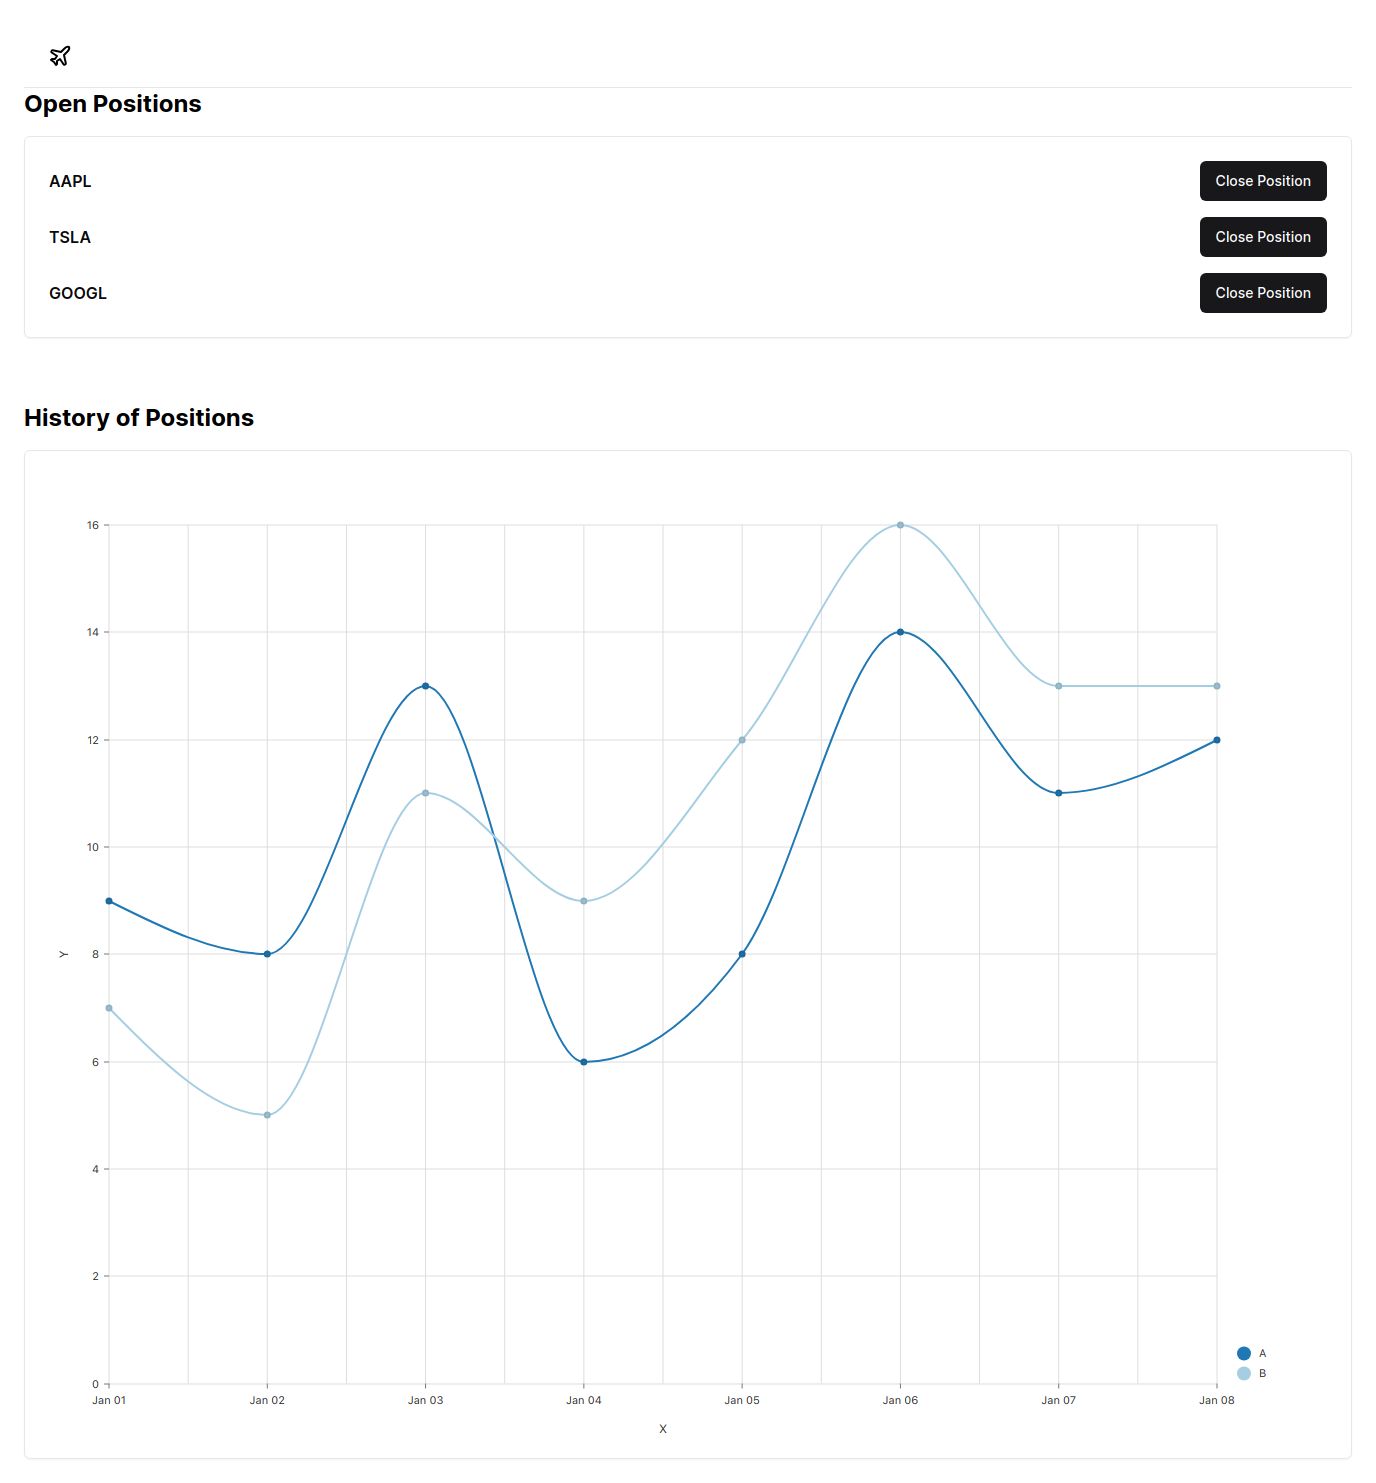 Open Positions
AAPL Close Position
TSLA Close Position
GOOGL Close Position
History of Positions
16
14
12
10
8
6
4
2
0
Y
A
B
Jan 01 Jan 02 Jan 03 Jan 04 Jan 05 Jan 06 Jan 07 Jan 08
X